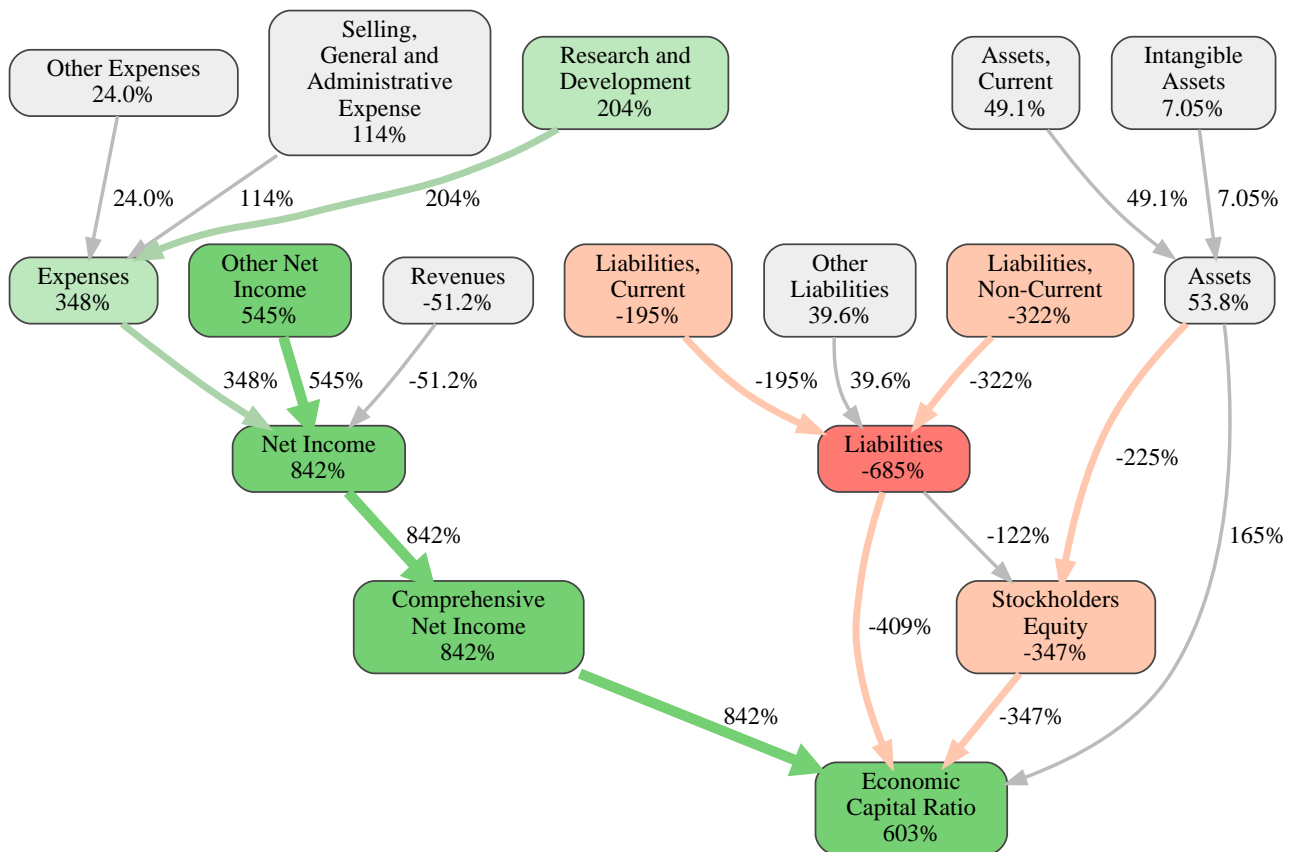 Other Expenses
24.0%
Selling,
General and
Administrative
Expense
114%
Research and
Development
204%
Assets,
Current
49.1%
Intangible
Assets
7.05%
24.0%
114%
204%
49.1%
7.05%
Expenses
348%
Other Net
Income
545%
Revenues
-51.2%
Liabilities,
Current
-195%
Other
Liabilities
39.6%
Liabilities,
Non-Current
-322%
Assets
53.8%
348%
545%
-51.2%
-195%
39.6%
-322%
Net Income
842%
Liabilities
-685%
-225%
842%
-122%
165%
Comprehensive
Net Income
842%
-409%
Stockholders
Equity
-347%
842%
-347%
Economic
Capital Ratio
603%